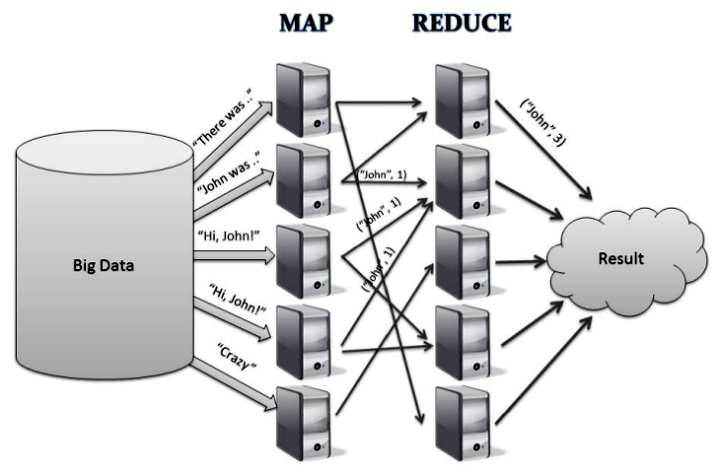 MAP REDUCE
"There was .."
("John", 3)
"John was .."
("John", 1)
("John", 1)
"Hi, John!"
Big Data
Result
("John", 1)
"Hi, John!"
"Crazy"